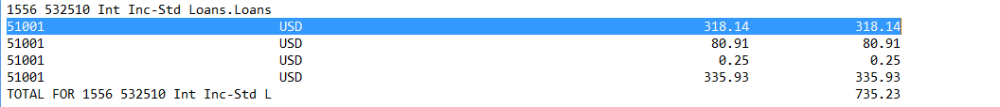 1556 532510 Int Inc-Std Loans.Loans
51001 USD 318.14 318.14
51001 USD 80.91 80.91
51001 USD 0.25 0.25
51001 USD 335.93 335.93
TOTAL FOR 1556 532510 Int Inc-Std L 735.23